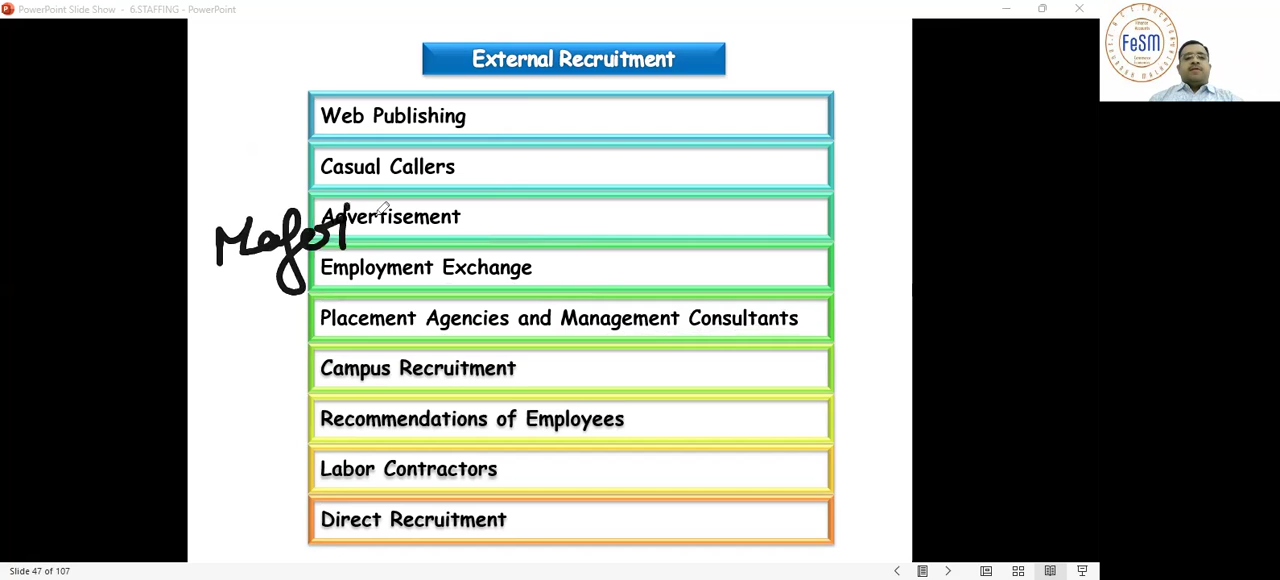 PowerPoint Slide Show - 6.STAFFING - PowerPoint
External Recruitment
Web Publishing
Casual Callers
Advertisement
Major
Employment Exchange
Placement Agencies and Management Consultants
Campus Recruitment
Recommendations of Employees
Labor Contractors
Direct Recruitment
FeSM
Slide 47 of 107